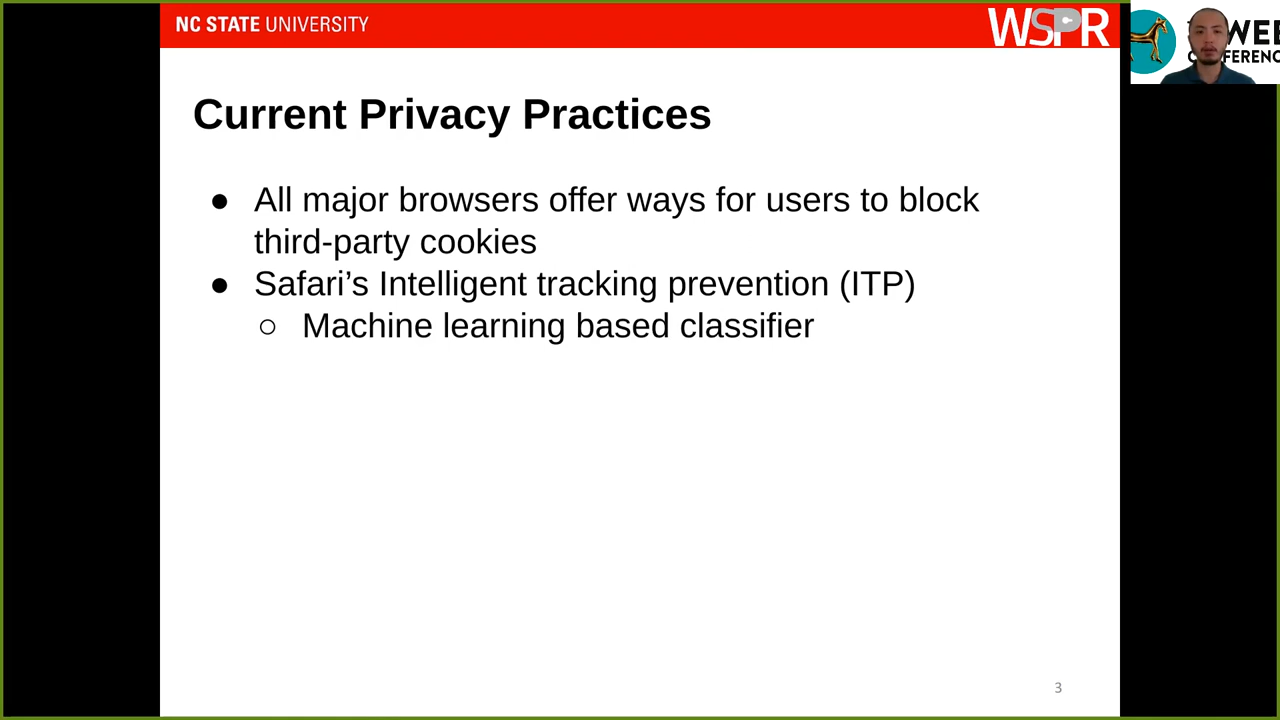 NC STATE UNIVERSITY
WSPR
Current Privacy Practices
● All major browsers offer ways for users to block
third-party cookies
● Safari’s Intelligent tracking prevention (ITP)
○ Machine learning based classifier
3